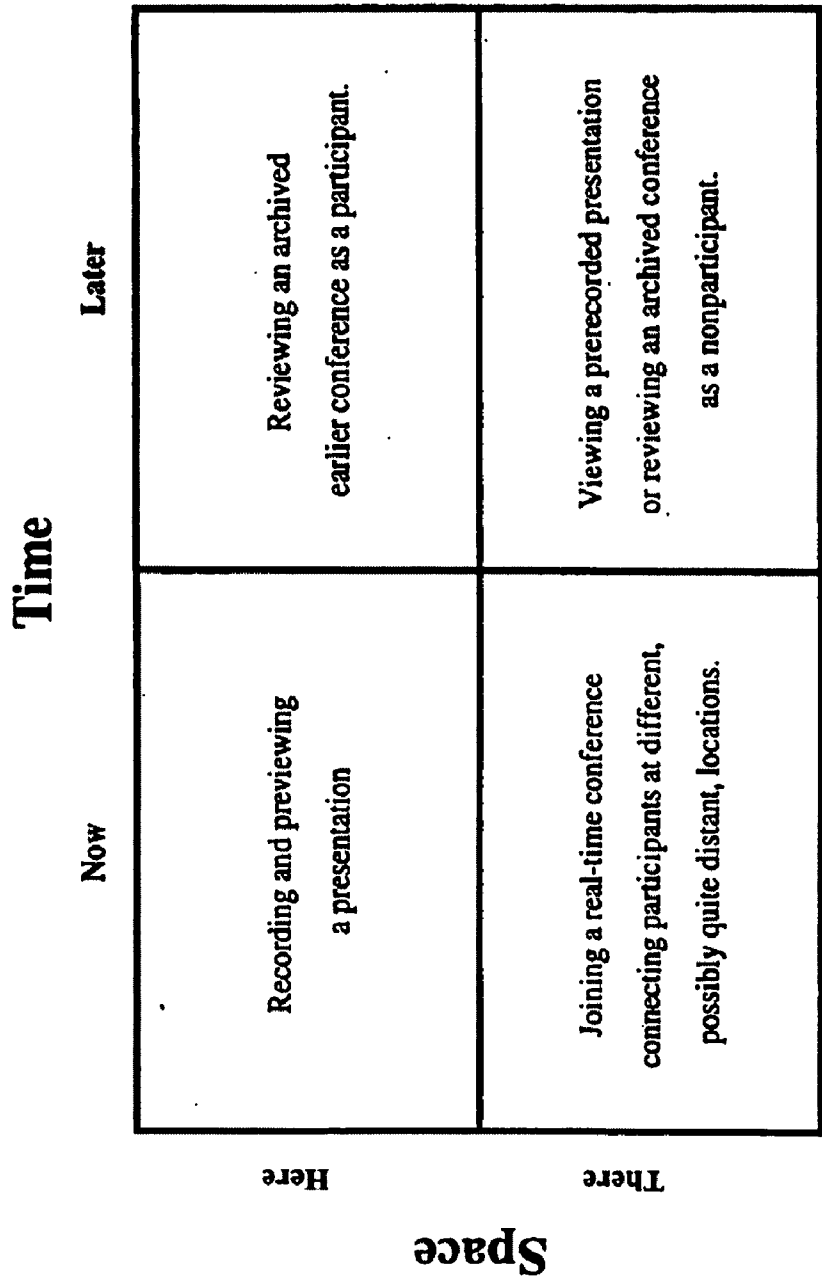 Time
Now
Later
Space
Here
Recording and previewing
a presentation
Reviewing an archived
earlier conference as a participant.
There
Joining a real-time conference
connecting participants at different,
possibly quite distant, locations.
Viewing a prerecorded presentation
or reviewing an archived conference
as a nonparticipant.